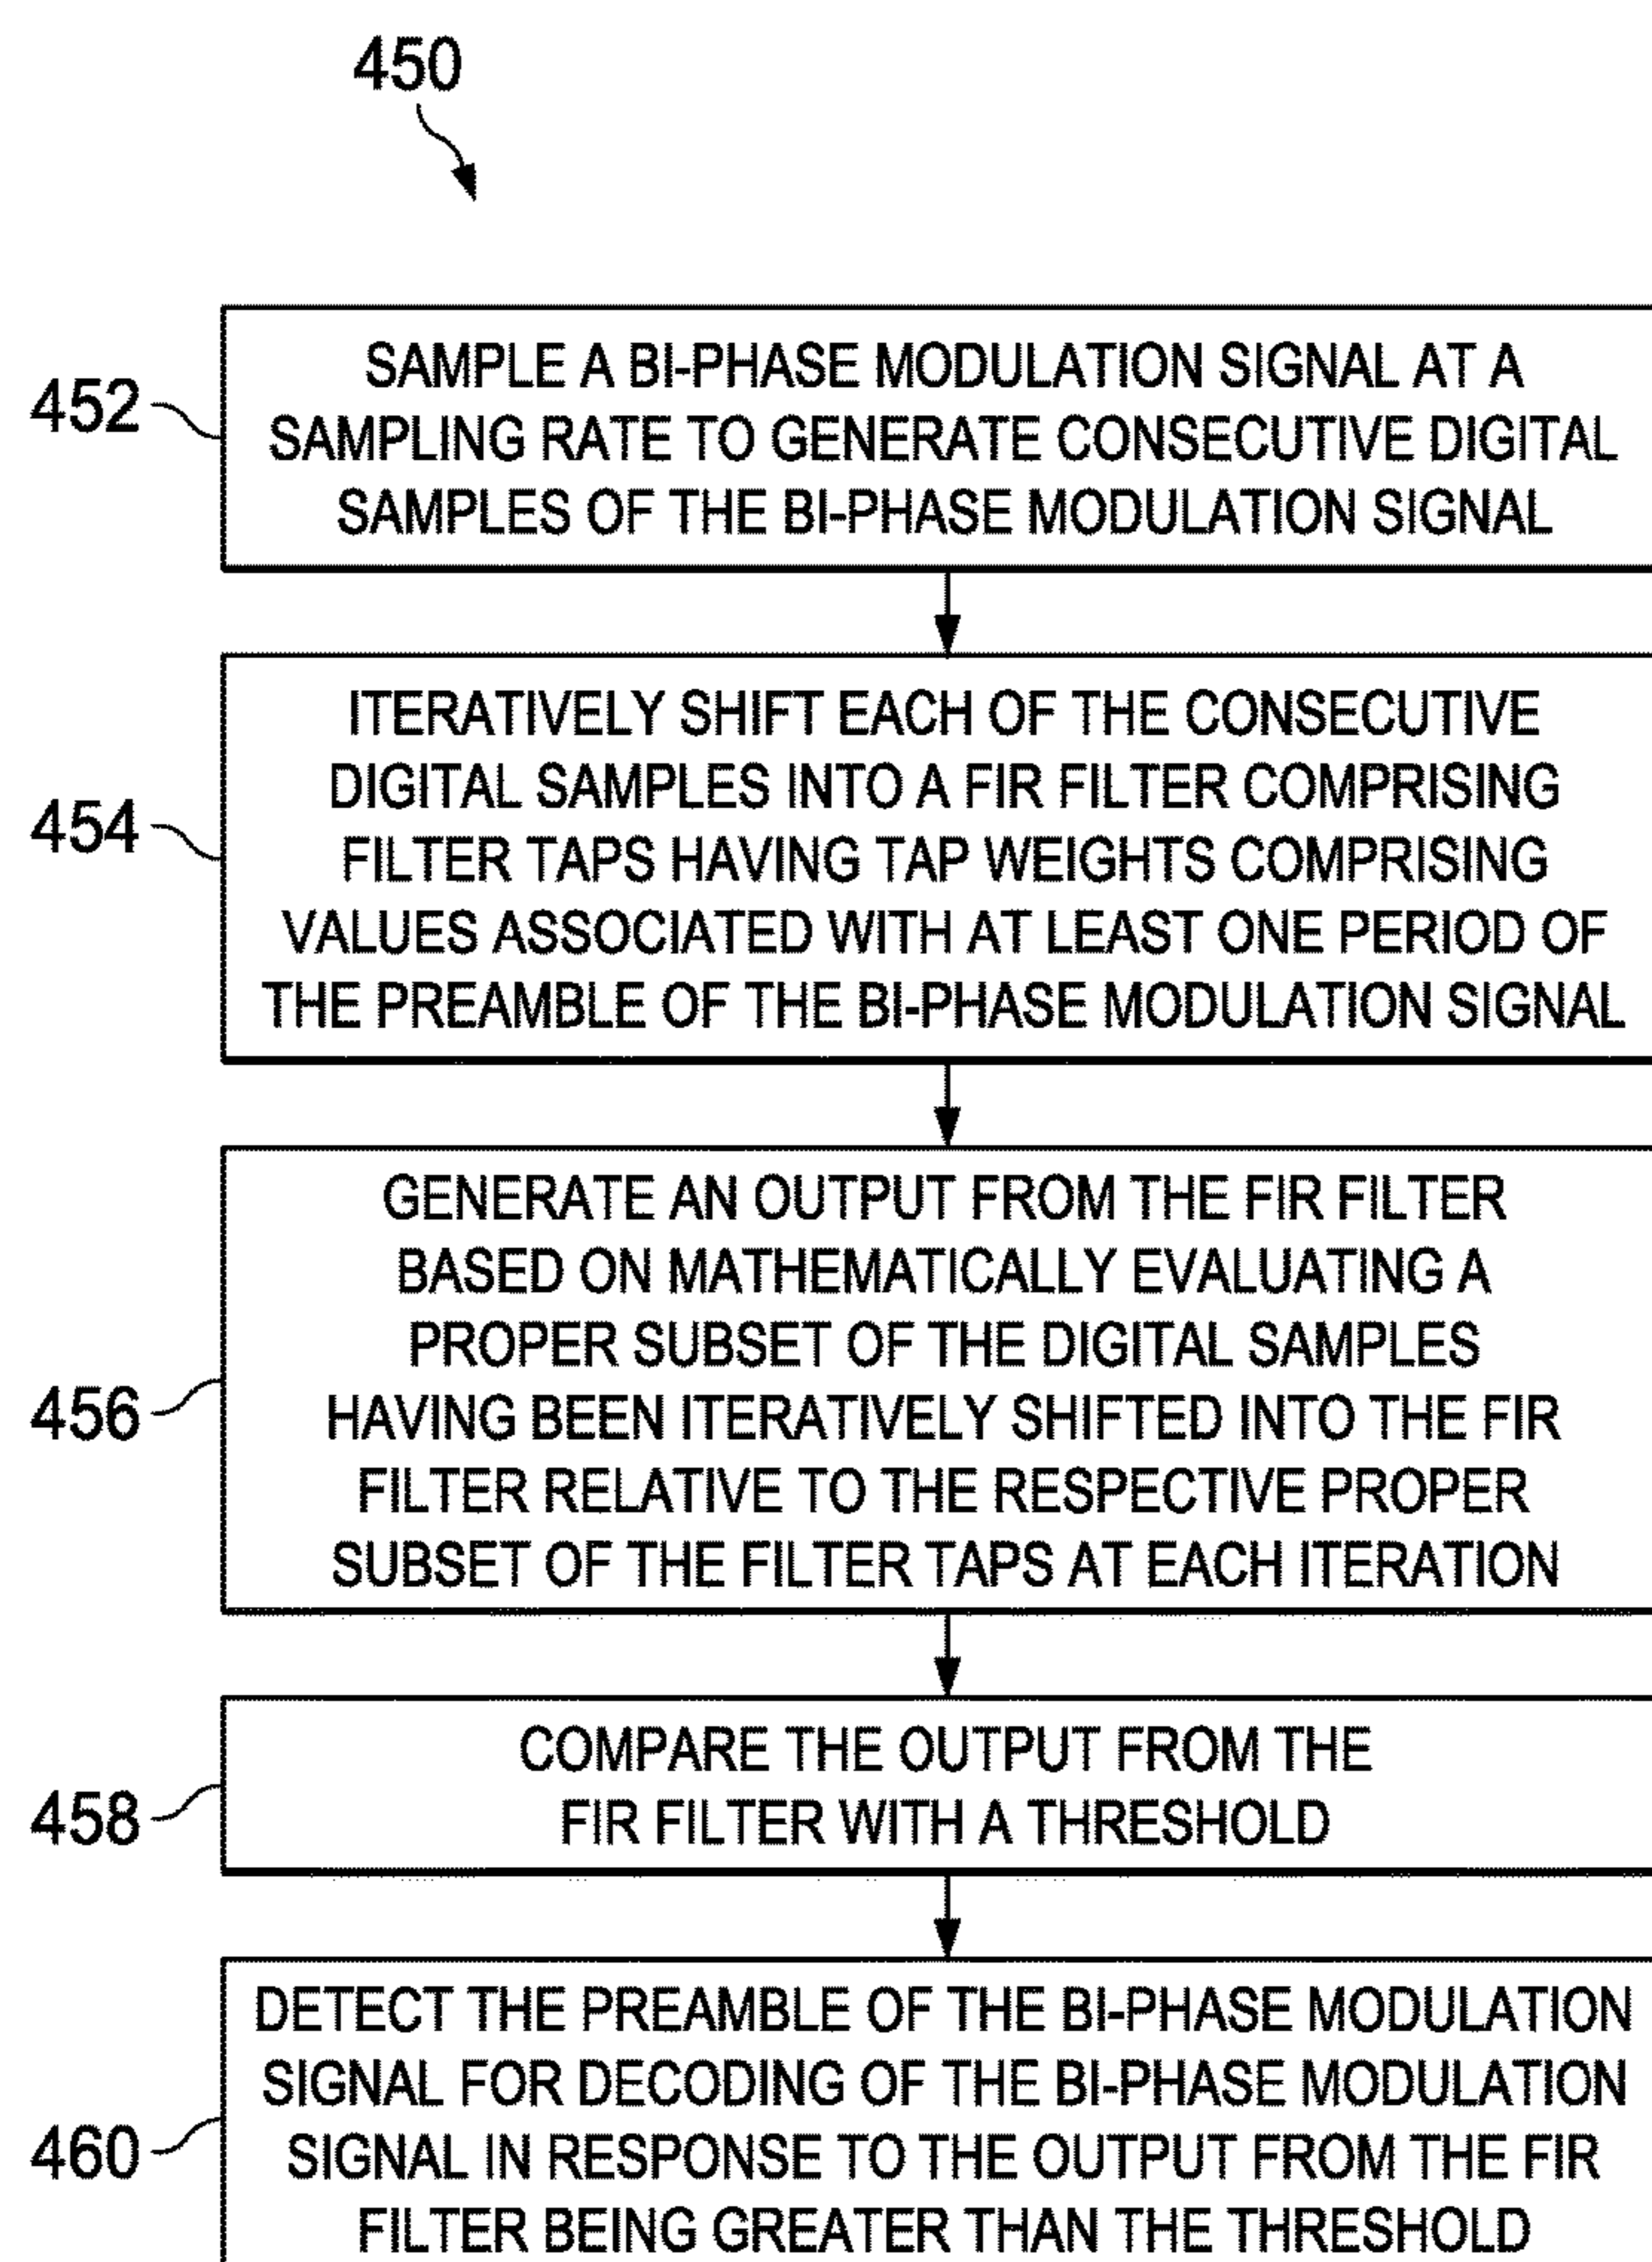 450
452
SAMPLE A BI-PHASE MODULATION SIGNAL AT A
SAMPLING RATE TO GENERATE CONSECUTIVE DIGITAL
SAMPLES OF THE BI-PHASE MODULATION SIGNAL
454
ITERATIVELY SHIFT EACH OF THE CONSECUTIVE
DIGITAL SAMPLES INTO A FIR FILTER COMPRISING
FILTER TAPS HAVING TAP WEIGHTS COMPRISING
VALUES ASSOCIATED WITH AT LEAST ONE PERIOD OF
THE PREAMBLE OF THE BI-PHASE MODULATION SIGNAL
456
GENERATE AN OUTPUT FROM THE FIR FILTER
BASED ON MATHEMATICALLY EVALUATING A
PROPER SUBSET OF THE DIGITAL SAMPLES
HAVING BEEN ITERATIVELY SHIFTED INTO THE FIR
FILTER RELATIVE TO THE RESPECTIVE PROPER
SUBSET OF THE FILTER TAPS AT EACH ITERATION
458
COMPARE THE OUTPUT FROM THE
FIR FILTER WITH A THRESHOLD
460
DETECT THE PREAMBLE OF THE BI-PHASE MODULATION
SIGNAL FOR DECODING OF THE BI-PHASE MODULATION
SIGNAL IN RESPONSE TO THE OUTPUT FROM THE FIR
FILTER BEING GREATER THAN THE THRESHOLD